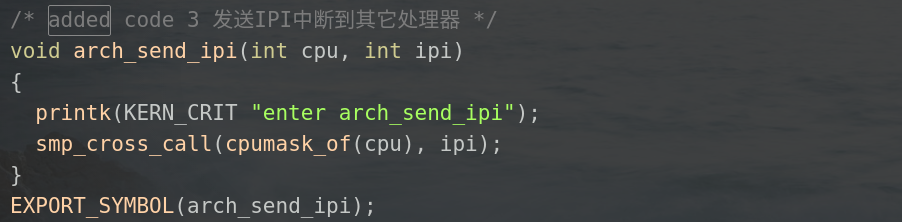 /* added code 3 发送IPI中断到其它处理器 */
void arch_send_ipi(int cpu, int ipi)
{
  printk(KERN_CRIT "enter arch_send_ipi");
  smp_cross_call(cpumask_of(cpu), ipi);
}
EXPORT_SYMBOL(arch_send_ipi);